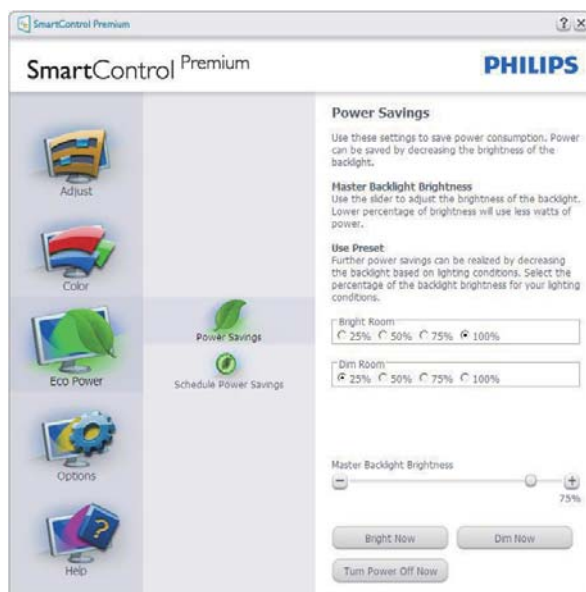 SmartControl Premium
SmartControl Premium
PHILIPS
Adjust
Color
Eco Power
Options
Help
Power Savings
Schedule Power Savings
Power Savings
Use these settings to save power consumption. Power
can be saved by decreasing the brightness of the
backlight.
Master Backlight Brightness
Use the slider to adjust the brightness of the backlight.
Lower percentage of brightness will use less watts of
power.
Use Preset
Further power savings can be realized by decreasing
the backlight based on lighting conditions. Select the
percentage of the backlight brightness for your lighting
conditions.
Bright Room
25% 50% 75% 100%
Dim Room
25% 50% 75% 100%
Master Backlight Brightness
75%
Bright Now Dim Now
Turn Power Off Now